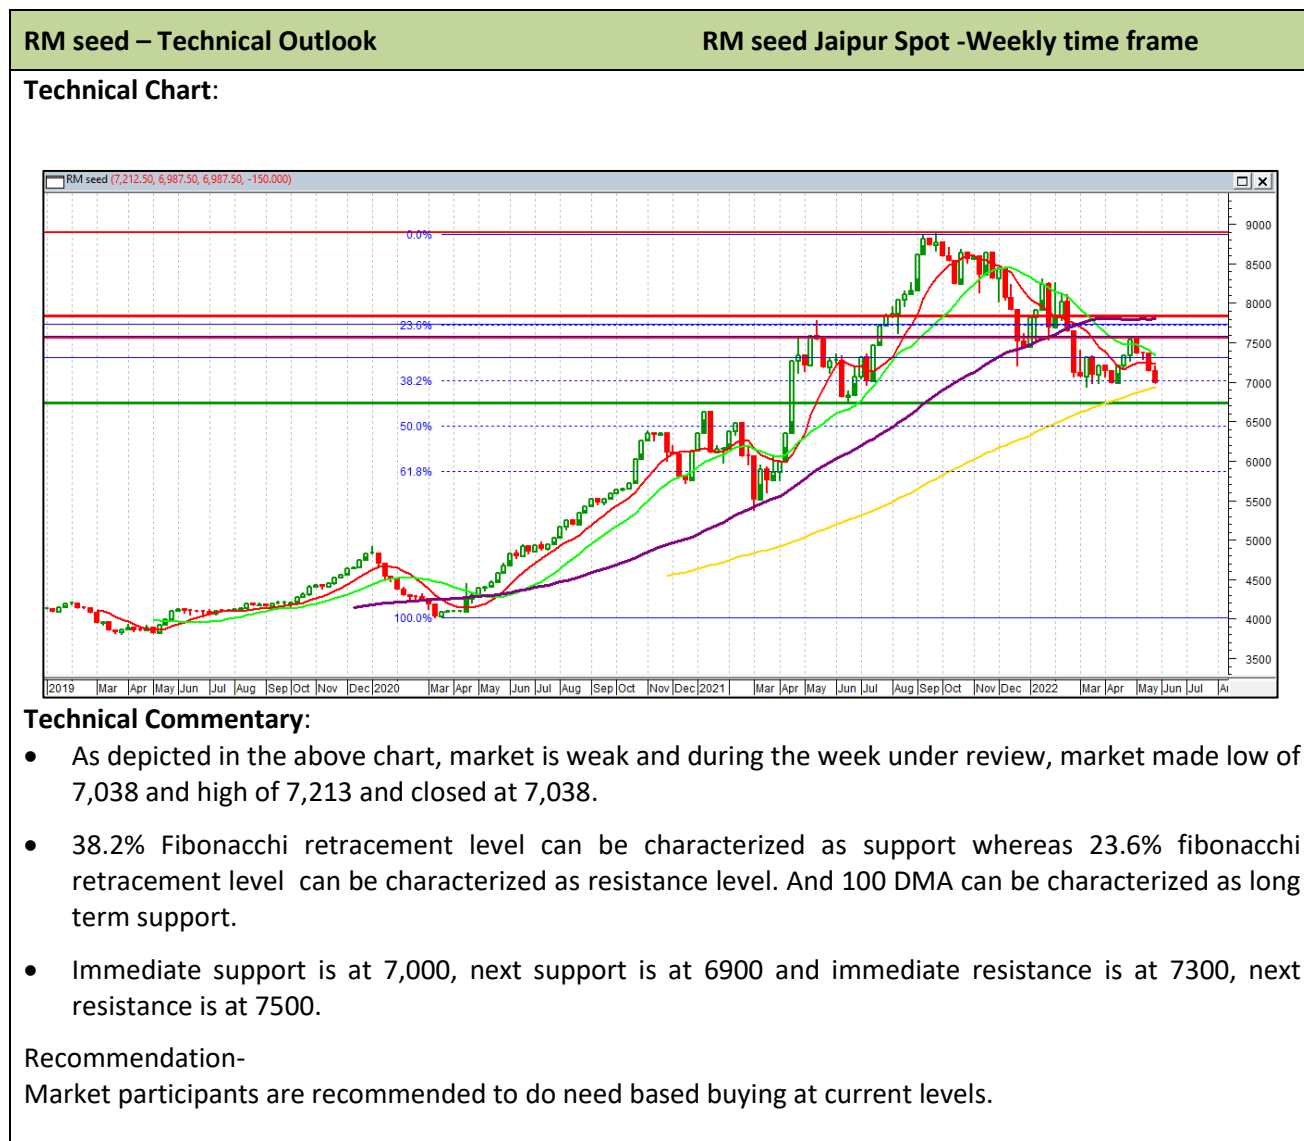 RM seed – Technical Outlook RM seed Jaipur Spot -Weekly time frame
Technical Chart:
RM seed (7,212.50, 6,987.50, 6,987.50, -150.000)
0.0%
23.6%
38.2%
50.0%
61.8%
100.0%
9000
8500
8000
7500
7000
6500
6000
5500
5000
4500
4000
3500
2019 Mar Apr May Jun Jul Aug Sep Oct Nov Dec 2020 Mar Apr May Jun Jul Aug Sep Oct Nov Dec 2021 Mar Apr May Jun Jul Aug Sep Oct Nov Dec 2022 Mar Apr May Jun Jul
Technical Commentary:
• As depicted in the above chart, market is weak and during the week under review, market made low of
7,038 and high of 7,213 and closed at 7,038.
• 38.2% Fibonacchi retracement level can be characterized as support whereas 23.6% fibonacchi
retracement level can be characterized as resistance level. And 100 DMA can be characterized as long
term support.
• Immediate support is at 7,000, next support is at 6900 and immediate resistance is at 7300, next
resistance is at 7500.
Recommendation-
Market participants are recommended to do need based buying at current levels.